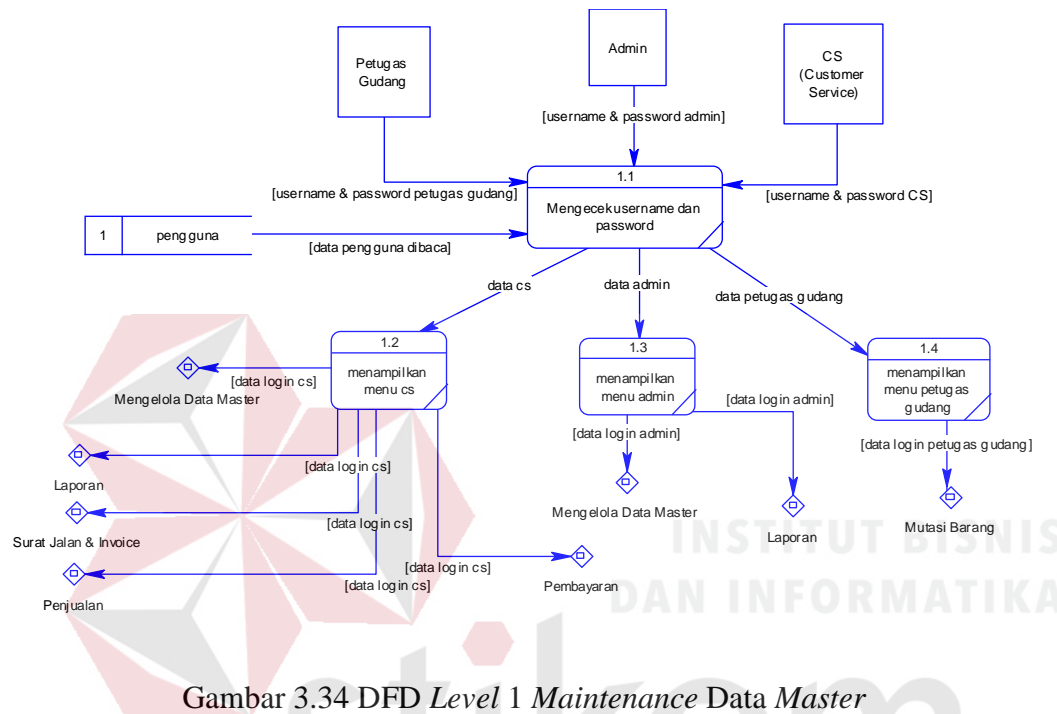 Petugas
Gudang
Admin
CS
(Customer
Service)
[username & password admin]
[username & password petugas gudang]
[username & password CS]
1.1
Mengecek username dan
password
1
pengguna
[data pengguna dibaca]
data cs
data admin
data petugas gudang
1.2
menampilkan
menu cs
1.3
menampilkan
menu admin
1.4
menampilkan
menu petugas
gudang
[data login cs]
Mengelola Data Master
[data login admin]
[data login admin]
[data login petugas gudang]
[data login cs]
Laporan
Mengelola Data Master
Laporan
Mutasi Barang
[data login cs]
Surat Jalan & Invoice
[data login cs]
[data login cs]
Penjualan
Pembayaran
INSTITUT BISNIS
DAN INFORMATIKA
stikom
Gambar 3.34 DFD Level 1 Maintenance Data Master